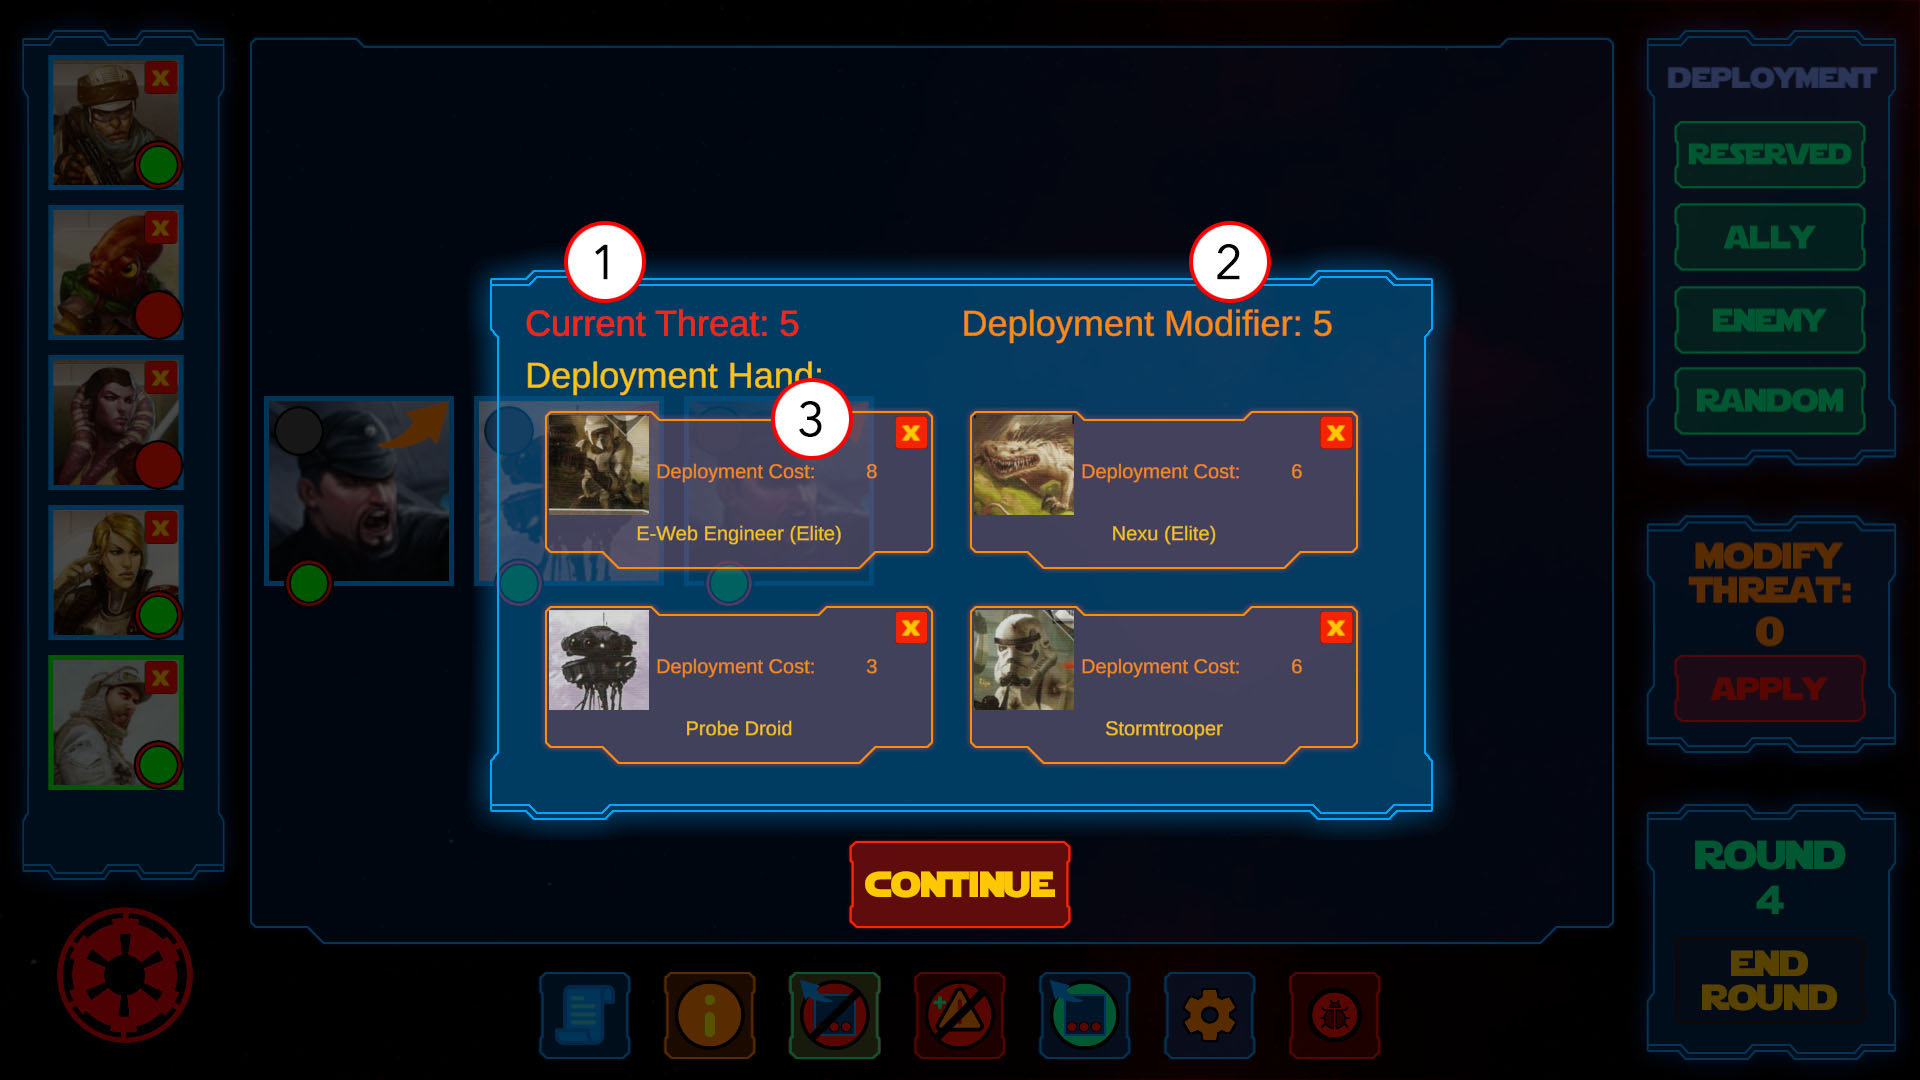 DEPLOYMENT
RESERVED
ALLY
ENEMY
RANDOM
1
2
Current Threat: 5
Deployment Modifier: 5
Deployment Hand:
3
X
Deployment Cost: 8
E-Web Engineer (Elite)
X
Deployment Cost: 6
Nexu (Elite)
X
Deployment Cost: 3
Probe Droid
X
Deployment Cost: 6
Stormtrooper
CONTINUE
X
X
X
X
X
MODIFY
THREAT:
0
APPLY
ROUND
4
END
ROUND